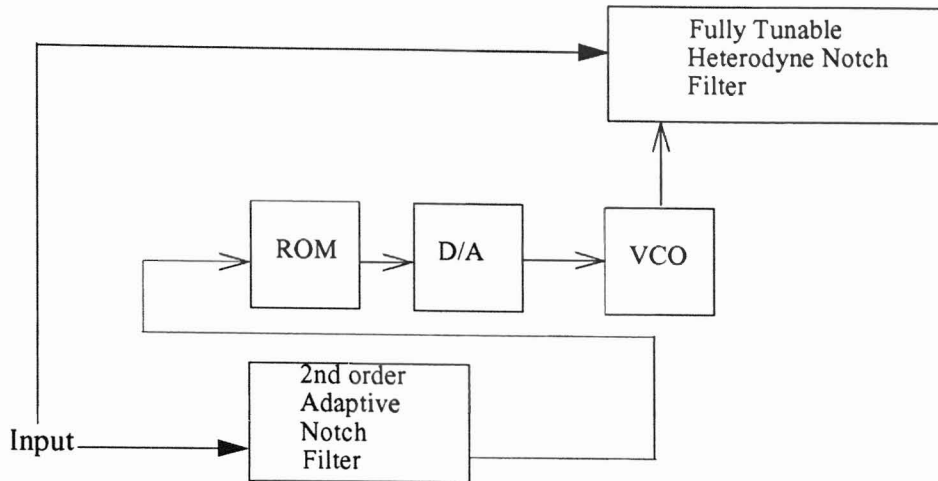 Fully Tunable
Heterodyne Notch
Filter
ROM
D/A
VCO
2nd order
Adaptive
Notch
Filter
Input